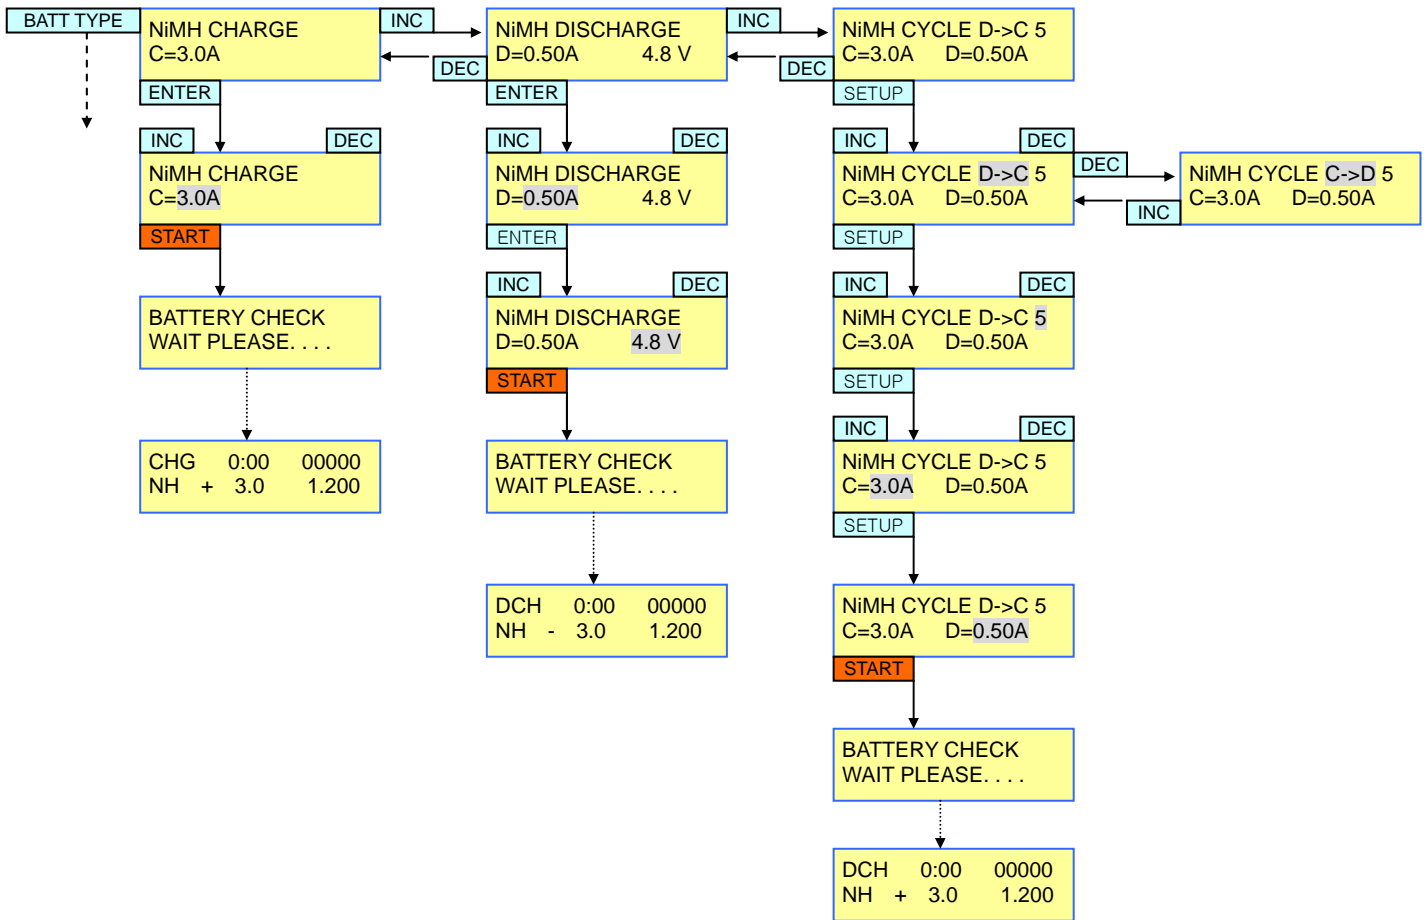 BATT TYPE
NiMH CHARGE
C=3.0A
INC
DEC
NiMH DISCHARGE
D=0.50A 4.8 V
INC
DEC
NiMH CYCLE D->C 5
C=3.0A D=0.50A
ENTER
ENTER
SETUP
INC DEC
NiMH CHARGE
C=3.0A
START
INC DEC
NiMH DISCHARGE
D=0.50A 4.8 V
ENTER
INC DEC
NiMH CYCLE D->C 5
C=3.0A D=0.50A
SETUP
DEC
INC
NiMH CYCLE C->D 5
C=3.0A D=0.50A
BATTERY CHECK
WAIT PLEASE. . . .
INC DEC
NiMH DISCHARGE
D=0.50A 4.8 V
START
INC DEC
NiMH CYCLE D->C 5
C=3.0A D=0.50A
SETUP
CHG 0:00 00000
NH + 3.0 1.200
BATTERY CHECK
WAIT PLEASE. . . .
INC DEC
NiMH CYCLE D->C 5
C=3.0A D=0.50A
SETUP
DCH 0:00 00000
NH - 3.0 1.200
NiMH CYCLE D->C 5
C=3.0A D=0.50A
START
BATTERY CHECK
WAIT PLEASE. . . .
DCH 0:00 00000
NH + 3.0 1.200